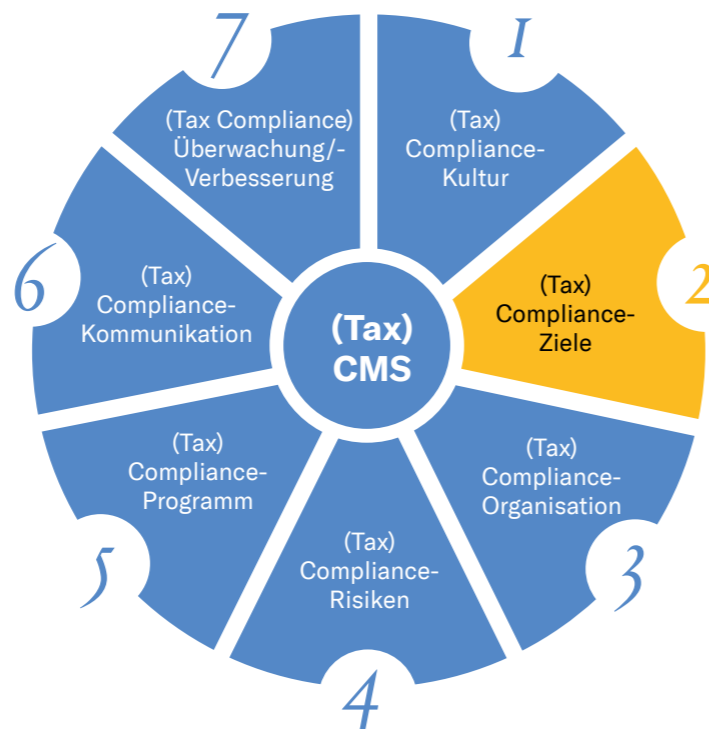 1
(Tax)
Compliance-
Kultur
2
(Tax)
Compliance-
Ziele
3
(Tax)
Compliance-
Organisation
4
(Tax)
Compliance-
Risiken
5
(Tax)
Compliance-
Programm
6
(Tax)
Compliance-
Kommunikation
7
(Tax Compliance)
Überwachung/-
Verbesserung
(Tax)
CMS